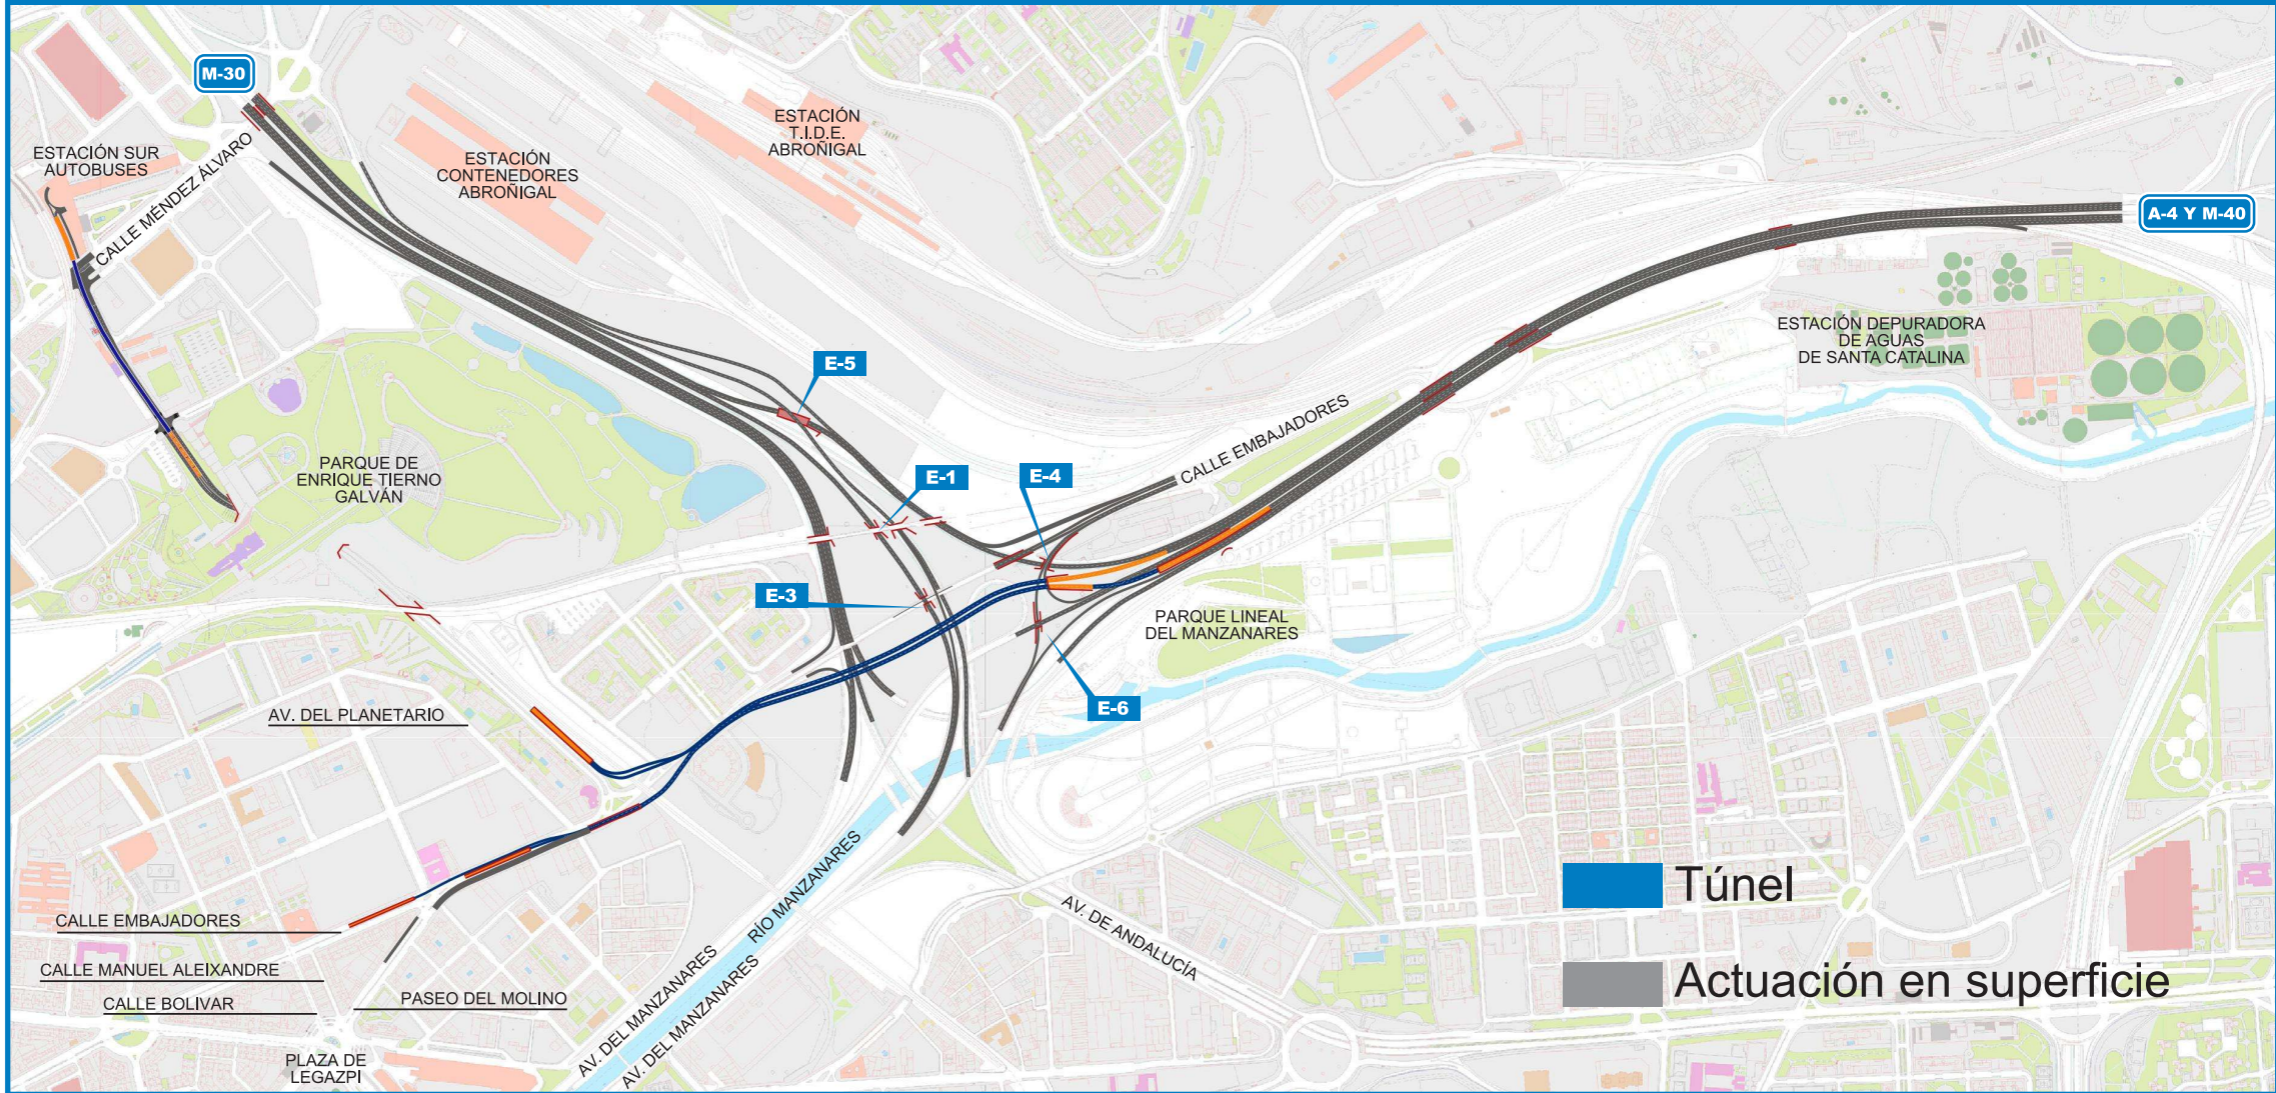 M-30
ESTACIÓN SUR
AUTOBUSES
CALLE MÉNDEZ ÁLVARO
ESTACIÓN
CONTENEDORES
ABROÑIGAL
ESTACIÓN
T.I.D.E.
ABROÑIGAL
A-4 Y M-40
ESTACIÓN DEPURADORA
DE AGUAS
DE SANTA CATALINA
E-5
E-1
E-4
CALLE EMBAJADORES
PARQUE DE
ENRIQUE TIERNO
GALVÁN
E-3
PARQUE LINEAL
DEL MANZANARES
E-6
AV. DEL PLANETARIO
CALLE EMBAJADORES
CALLE MANUEL ALEIXANDRE
CALLE BOLIVAR
PASEO DEL MOLINO
PLAZA DE
LEGAZPI
AV. DEL MANZANARES
RÍO MANZANARES
AV. DEL MANZANARES
AV. DE ANDALUCÍA
Túnel
Actuación en superficie